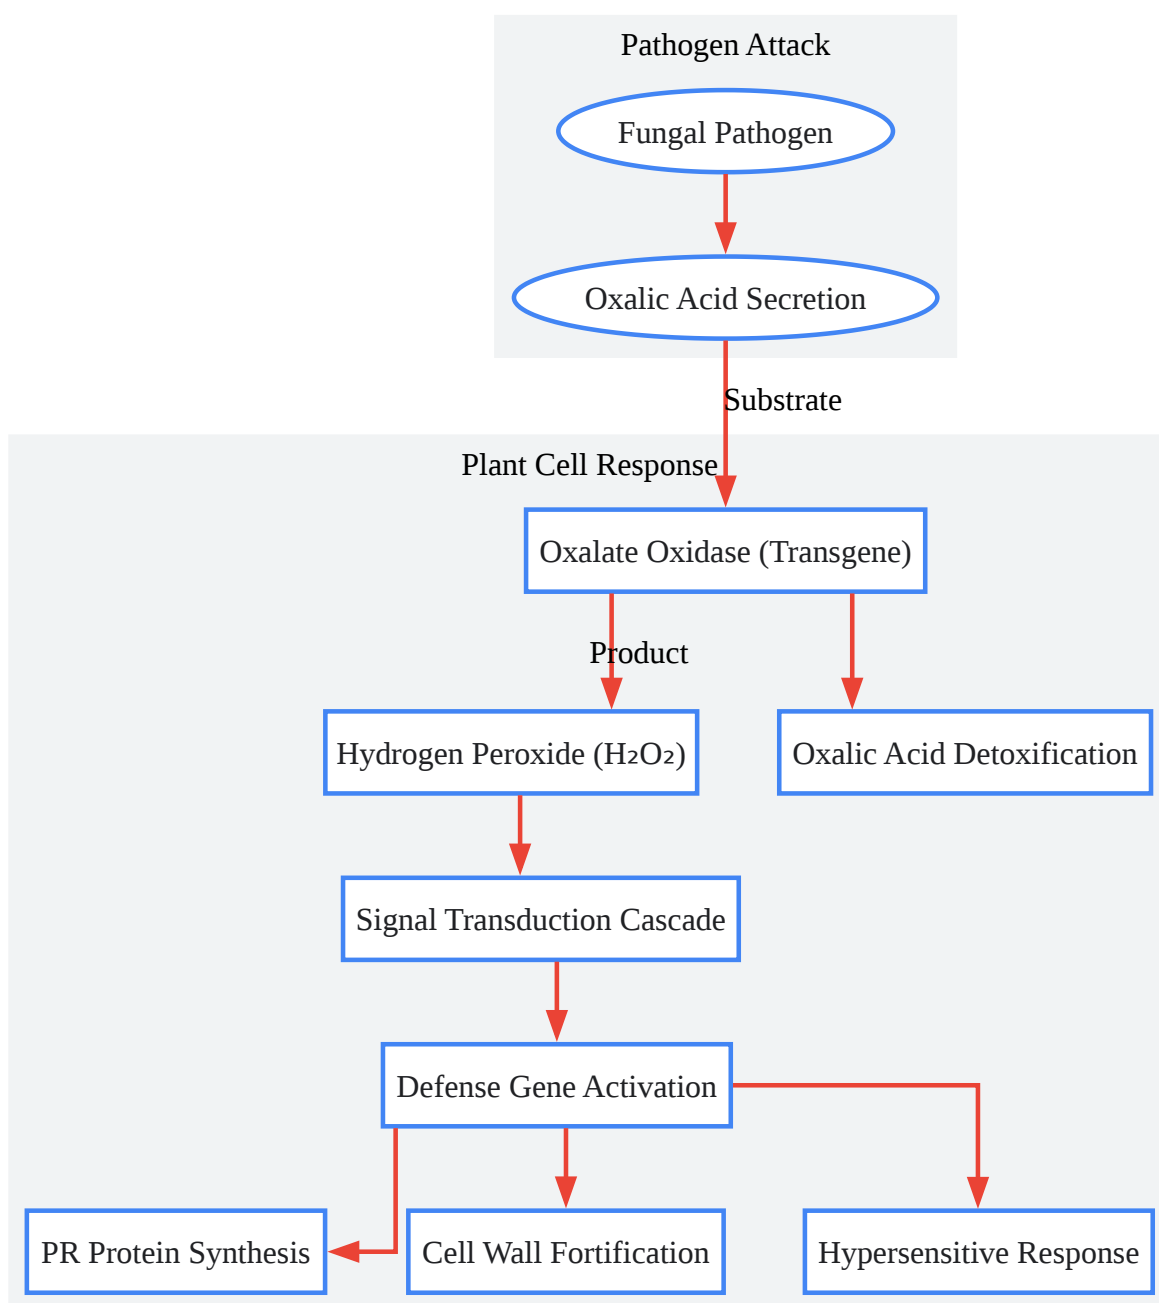 Pathogen Attack
Fungal Pathogen
Oxalic Acid Secretion
Substrate
Plant Cell Response
Oxalate Oxidase (Transgene)
Product
Hydrogen Peroxide (H₂O₂)
Oxalic Acid Detoxification
Signal Transduction Cascade
Defense Gene Activation
PR Protein Synthesis
Cell Wall Fortification
Hypersensitive Response